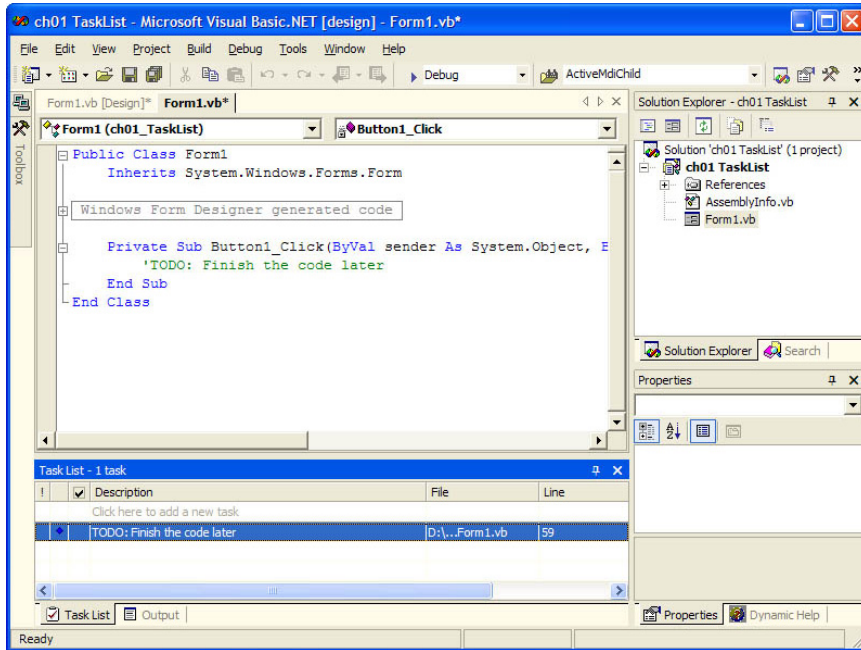 ch01 TaskList - Microsoft Visual Basic.NET [design] - Form1.vb*
File Edit View Project Build Debug Tools Window Help
Debug ActiveMdiChild
Toolbox
Form1.vb [Design]* Form1.vb*
Form1 (ch01_TaskList) Button1_Click
Public Class Form1
Inherits System.Windows.Forms.Form
Windows Form Designer generated code
Private Sub Button1_Click(ByVal sender As System.Object, E
'TODO: Finish the code later
End Sub
End Class
Solution Explorer - ch01 TaskList
Solution 'ch01 TaskList' (1 project)
ch01 TaskList
References
AssemblyInfo.vb
Form1.vb
Solution Explorer Search
Properties
Task List - 1 task
! Description File Line
Click here to add a new task
TODO: Finish the code later D:\...Form1.vb 59
Task List Output
Properties Dynamic Help
Ready